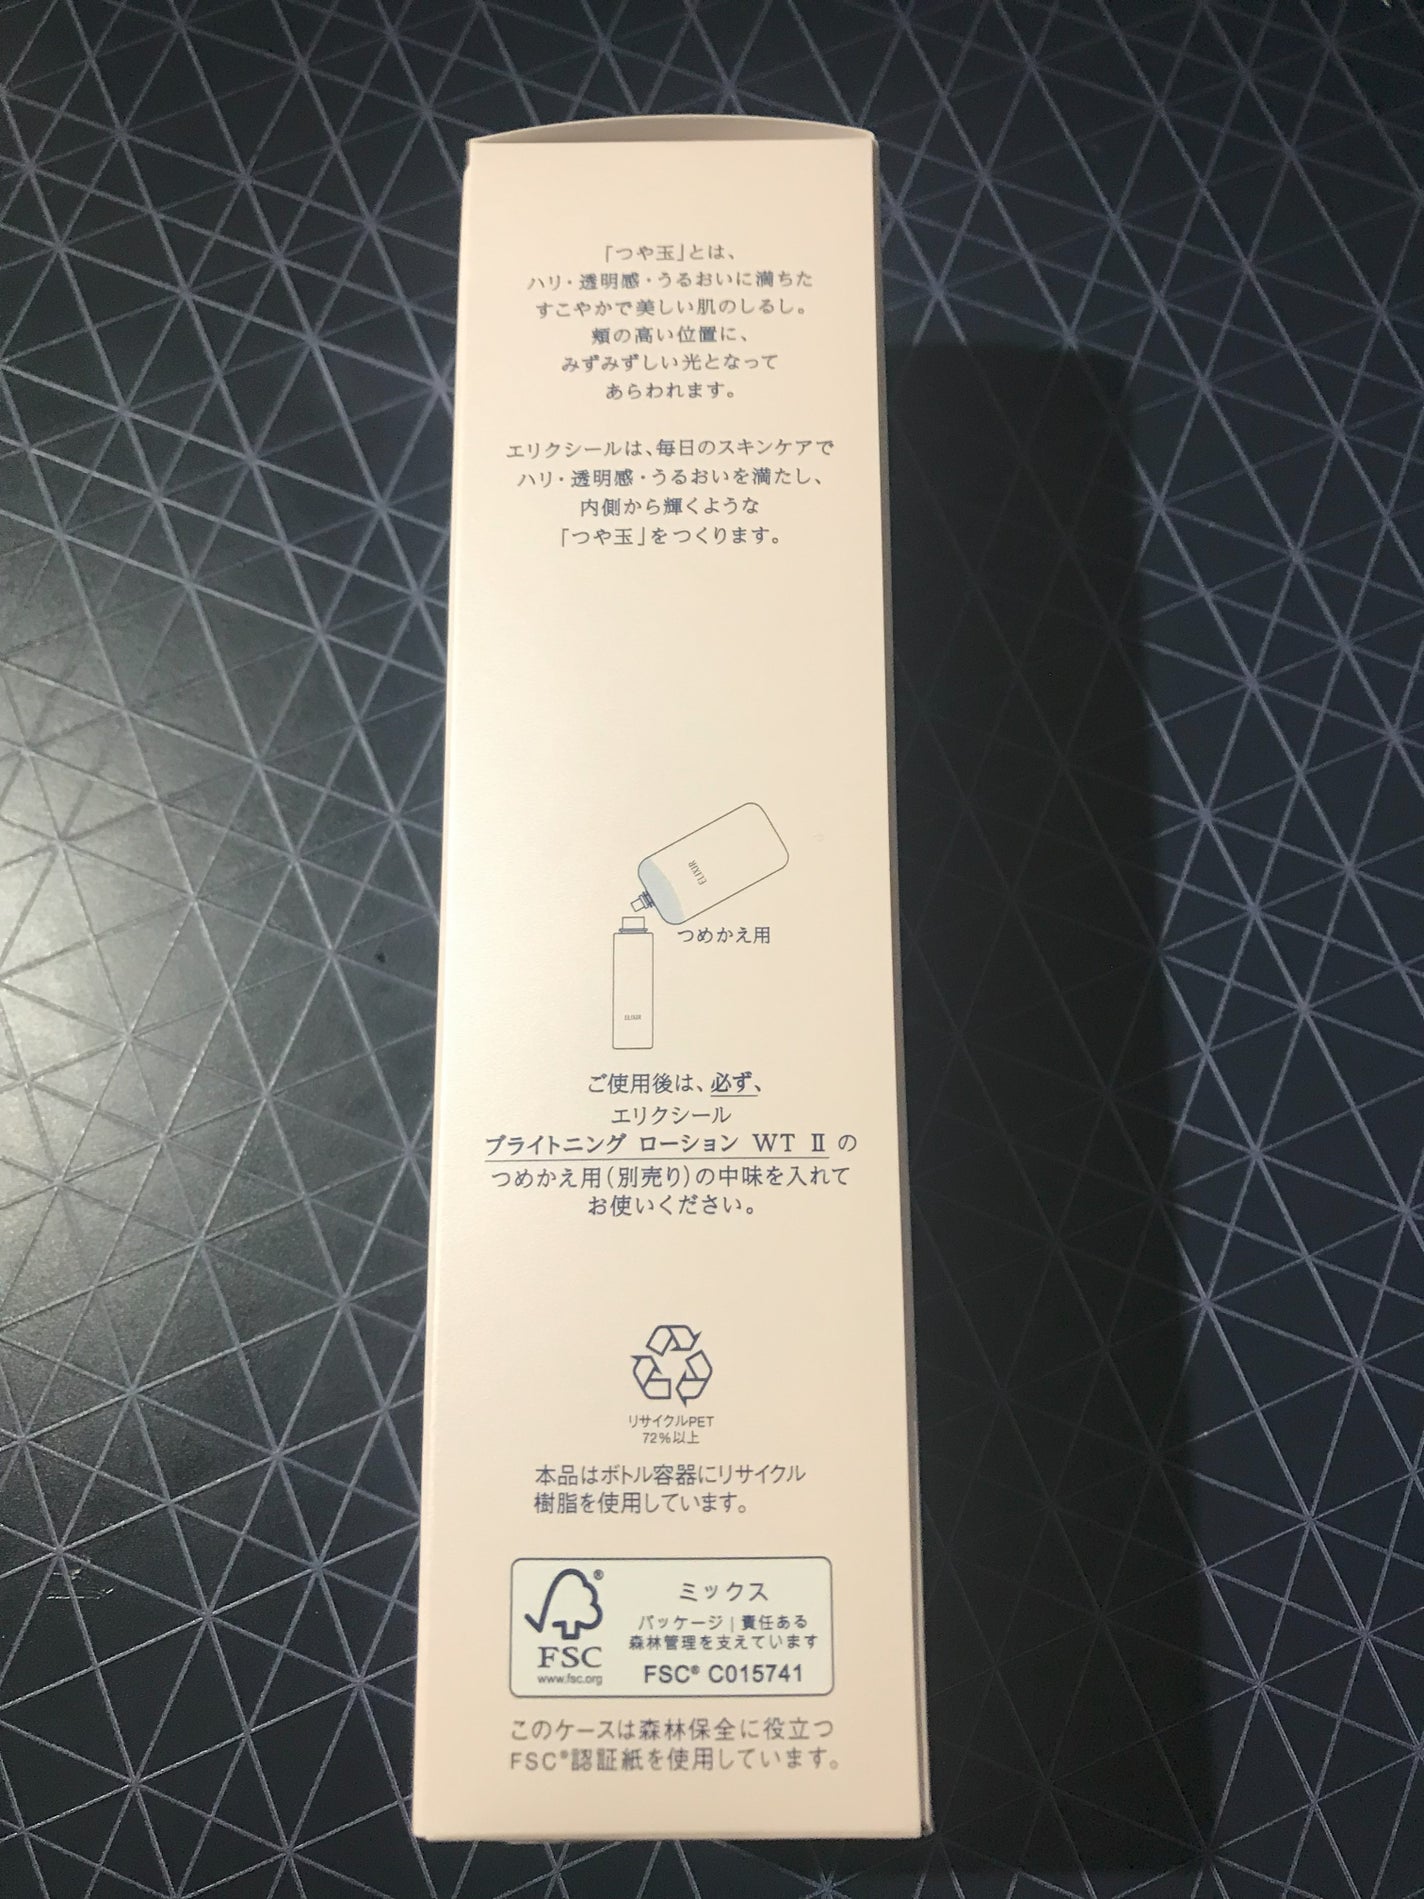 「つや玉」とは、
ハリ・透明感・うるおいに満ちた
すこやかで美しい肌のしるし。
頬の高い位置に、
みずみずしい光となって
あらわれます。
エリクシールは、毎日のスキンケアで
ハリ・透明感・うるおいを満たし、
内側から輝くような
「つや玉」をつくります。
ELIXIR
つめかえ用
ELIXIR
ご使用後は、必ず、
エリクシール
ブライトニング ローション WT Ⅱ の
つめかえ用(別売り)の中味を入れて
お使いください。
リサイクルPET
72%以上
本品はボトル容器にリサイクル
樹脂を使用しています。
®
FSC
www.fsc.org
ミックス
パッケージ|責任ある
森林管理を支えています
FSC® C015741
このケースは森林保全に役立つ
FSC®認証紙を使用しています。